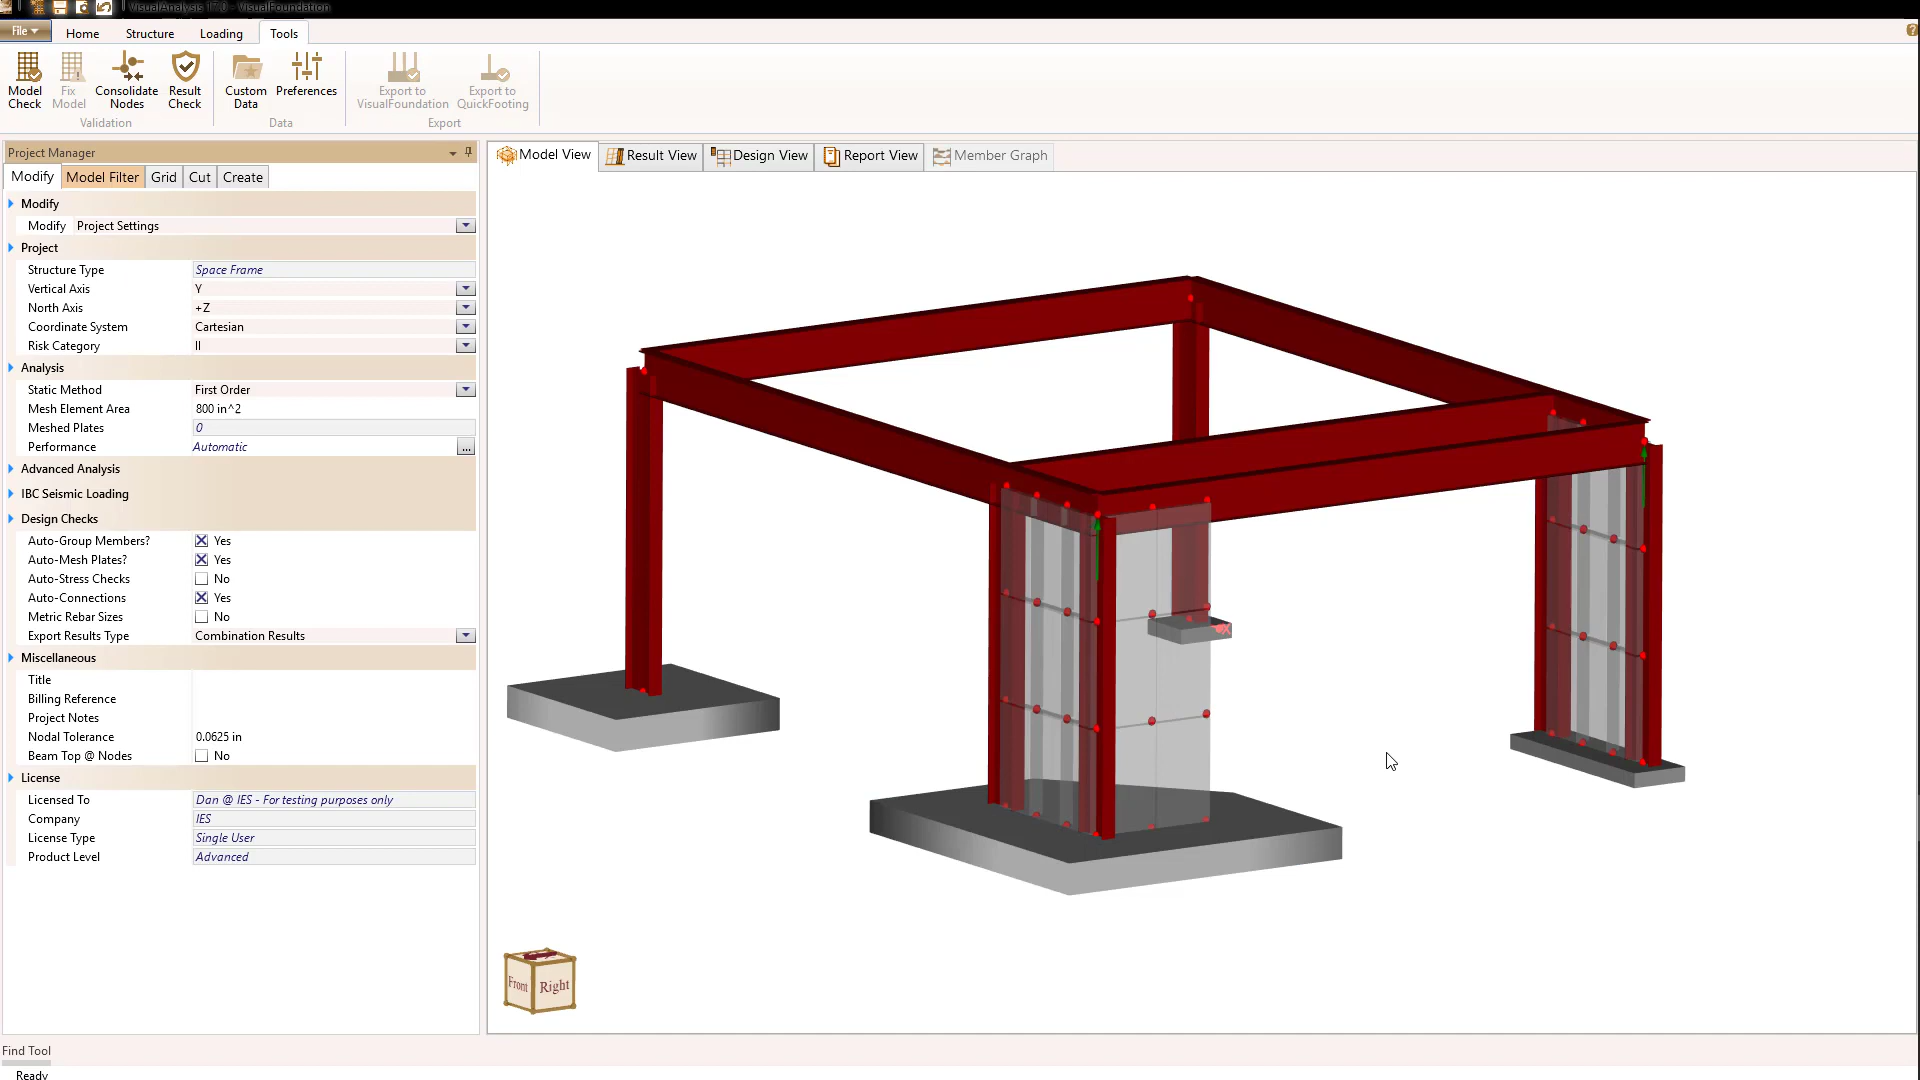 VisualAnalysis 17.0 - VisualFoundation
File Home Structure Loading Tools
Model Check
Fix Model
Consolidate Nodes
Result Check
Custom Data
Preferences
Export to VisualFoundation
Export to QuickFooting
Validation Data Export
Project Manager
Modify Model Filter Grid Cut Create
Modify
Modify Project Settings
Project
Structure Type Space Frame
Vertical Axis Y
North Axis +Z
Coordinate System Cartesian
Risk Category II
Analysis
Static Method First Order
Mesh Element Area 800 in^2
Meshed Plates 0
Performance Automatic ...
Advanced Analysis
IBC Seismic Loading
Design Checks
Auto-Group Members? Yes
Auto-Mesh Plates? Yes
Auto-Stress Checks No
Auto-Connections Yes
Metric Rebar Sizes No
Export Results Type Combination Results
Miscellaneous
Title
Billing Reference
Project Notes
Nodal Tolerance 0.0625 in
Beam Top @ Nodes No
License
Licensed To Dan @ IES - For testing purposes only
Company IES
License Type Single User
Product Level Advanced
Model View Result View Design View Report View Member Graph
X
Front Right
Find Tool
Ready